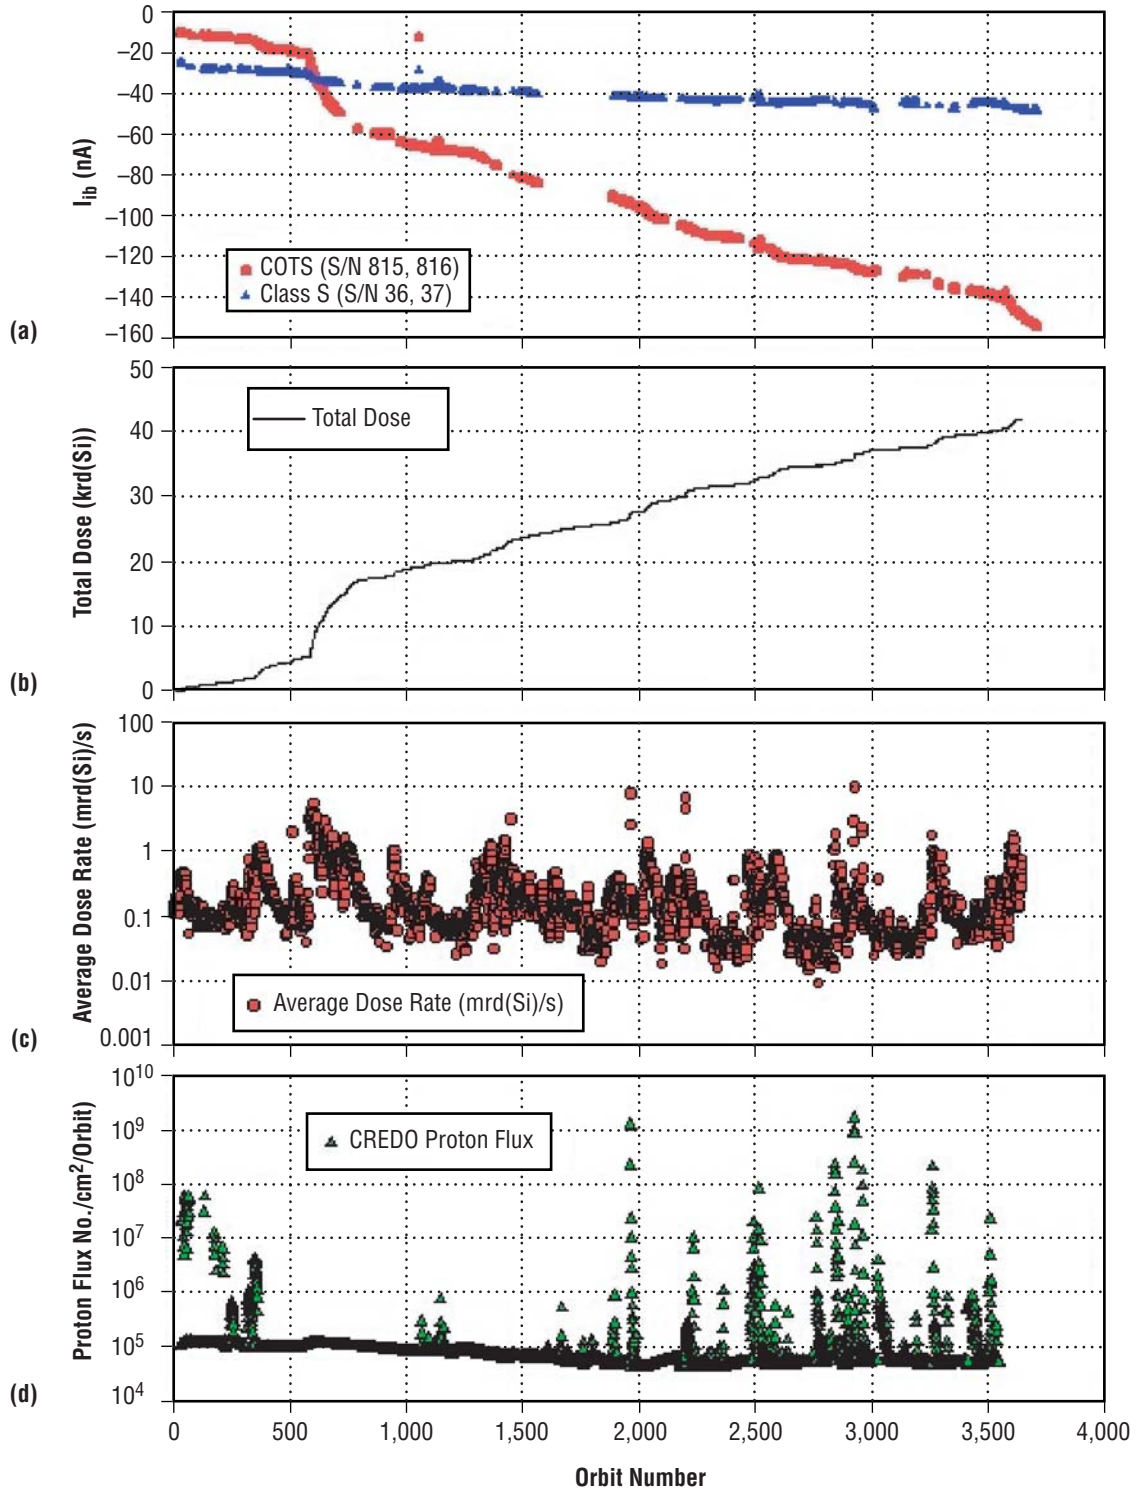 0
–20
–40
–60
–80
–100
–120
–140
–160
I_ib (nA)
COTS (S/N 815, 816)
Class S (S/N 36, 37)
(a)
50
40
30
20
10
0
Total Dose (krd(Si))
Total Dose
(b)
100
10
1
0.1
0.01
0.001
Average Dose Rate (mrd(Si)/s)
Average Dose Rate (mrd(Si)/s)
(c)
10^10
10^9
10^8
10^7
10^6
10^5
10^4
Proton Flux No./cm^2/Orbit)
CREDO Proton Flux
(d)
0 500 1,000 1,500 2,000 2,500 3,000 3,500 4,000
Orbit Number